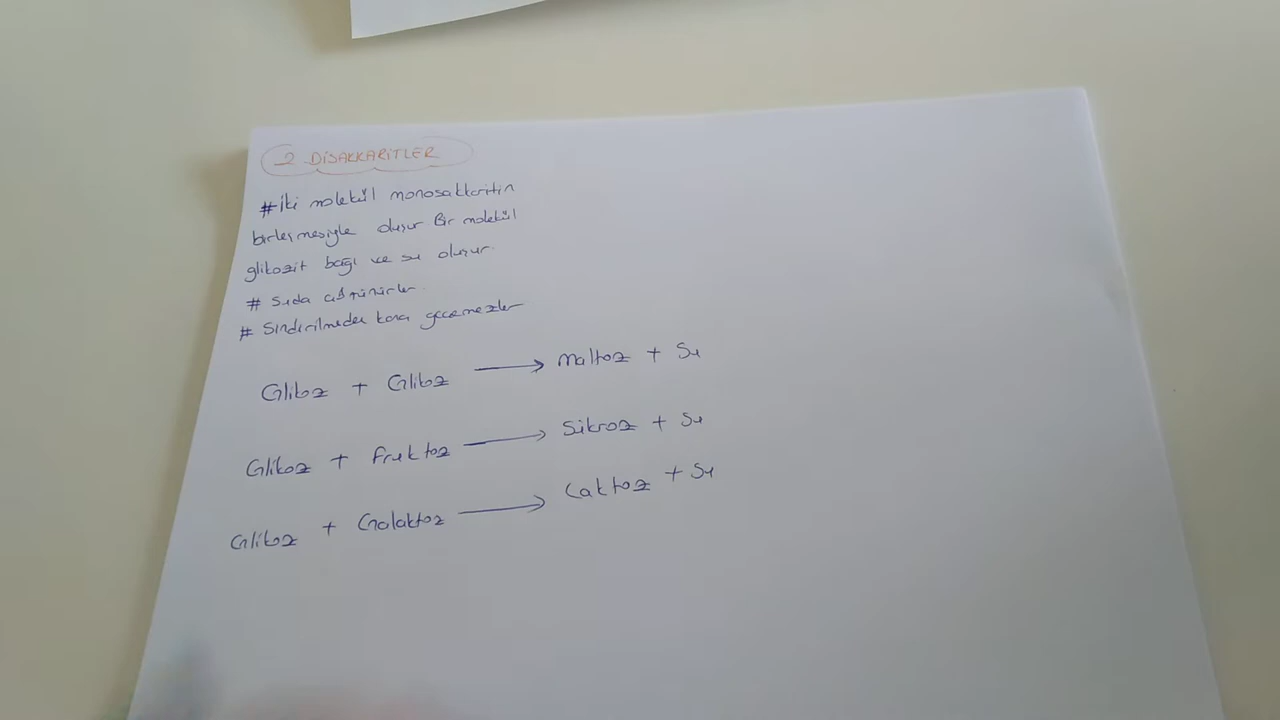 2 DİSAKKARİTLER
# İki molekül monosakkaritin
birleşmesiyle oluşur Bir molekül
glikozit bağı ve su oluşur.
# Suda çözünürler.
# Sindirilmeden kana geçemezler
Glikoz + Glikoz → Maltoz + Su
Glikoz + Fruktoz → Sükroz + Su
Glikoz + Galaktoz → Laktoz + Su